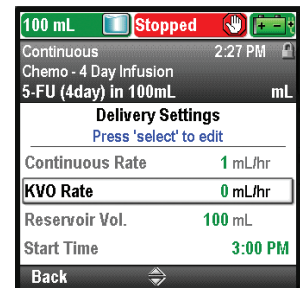 100 mL Stopped
Continuous 2:27 PM
Chemo - 4 Day Infusion
5-FU (4day) in 100mL mL
Delivery Settings
Press 'select' to edit
Continuous Rate 1 mL/hr
KVO Rate 0 mL/hr
Reservoir Vol. 100 mL
Start Time 3:00 PM
Back